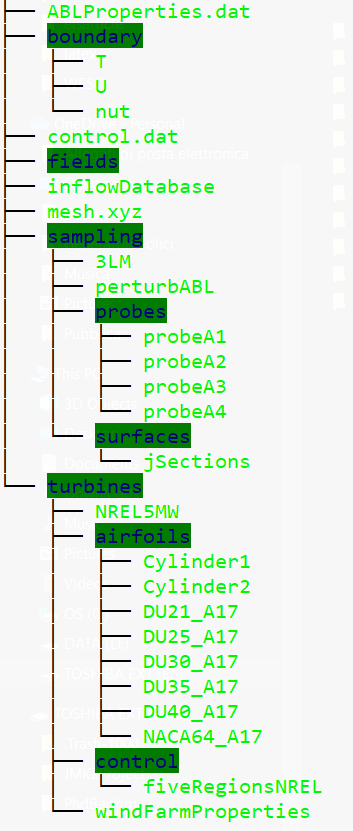 ├── ABLProperties.dat
├── boundary
│   ├── T
│   ├── U
│   └── nut
├── control.dat
├── fields
├── inflowDatabase
├── mesh.xyz
├── sampling
│   ├── 3LM
│   ├── perturbABL
│   ├── probes
│   │   ├── probeA1
│   │   ├── probeA2
│   │   ├── probeA3
│   │   └── probeA4
│   └── surfaces
│       └── jSections
└── turbines
    ├── NREL5MW
    ├── airfoils
    │   ├── Cylinder1
    │   ├── Cylinder2
    │   ├── DU21_A17
    │   ├── DU25_A17
    │   ├── DU30_A17
    │   ├── DU35_A17
    │   ├── DU40_A17
    │   └── NACA64_A17
    ├── control
    │   └── fiveRegionsNREL
    └── windFarmProperties